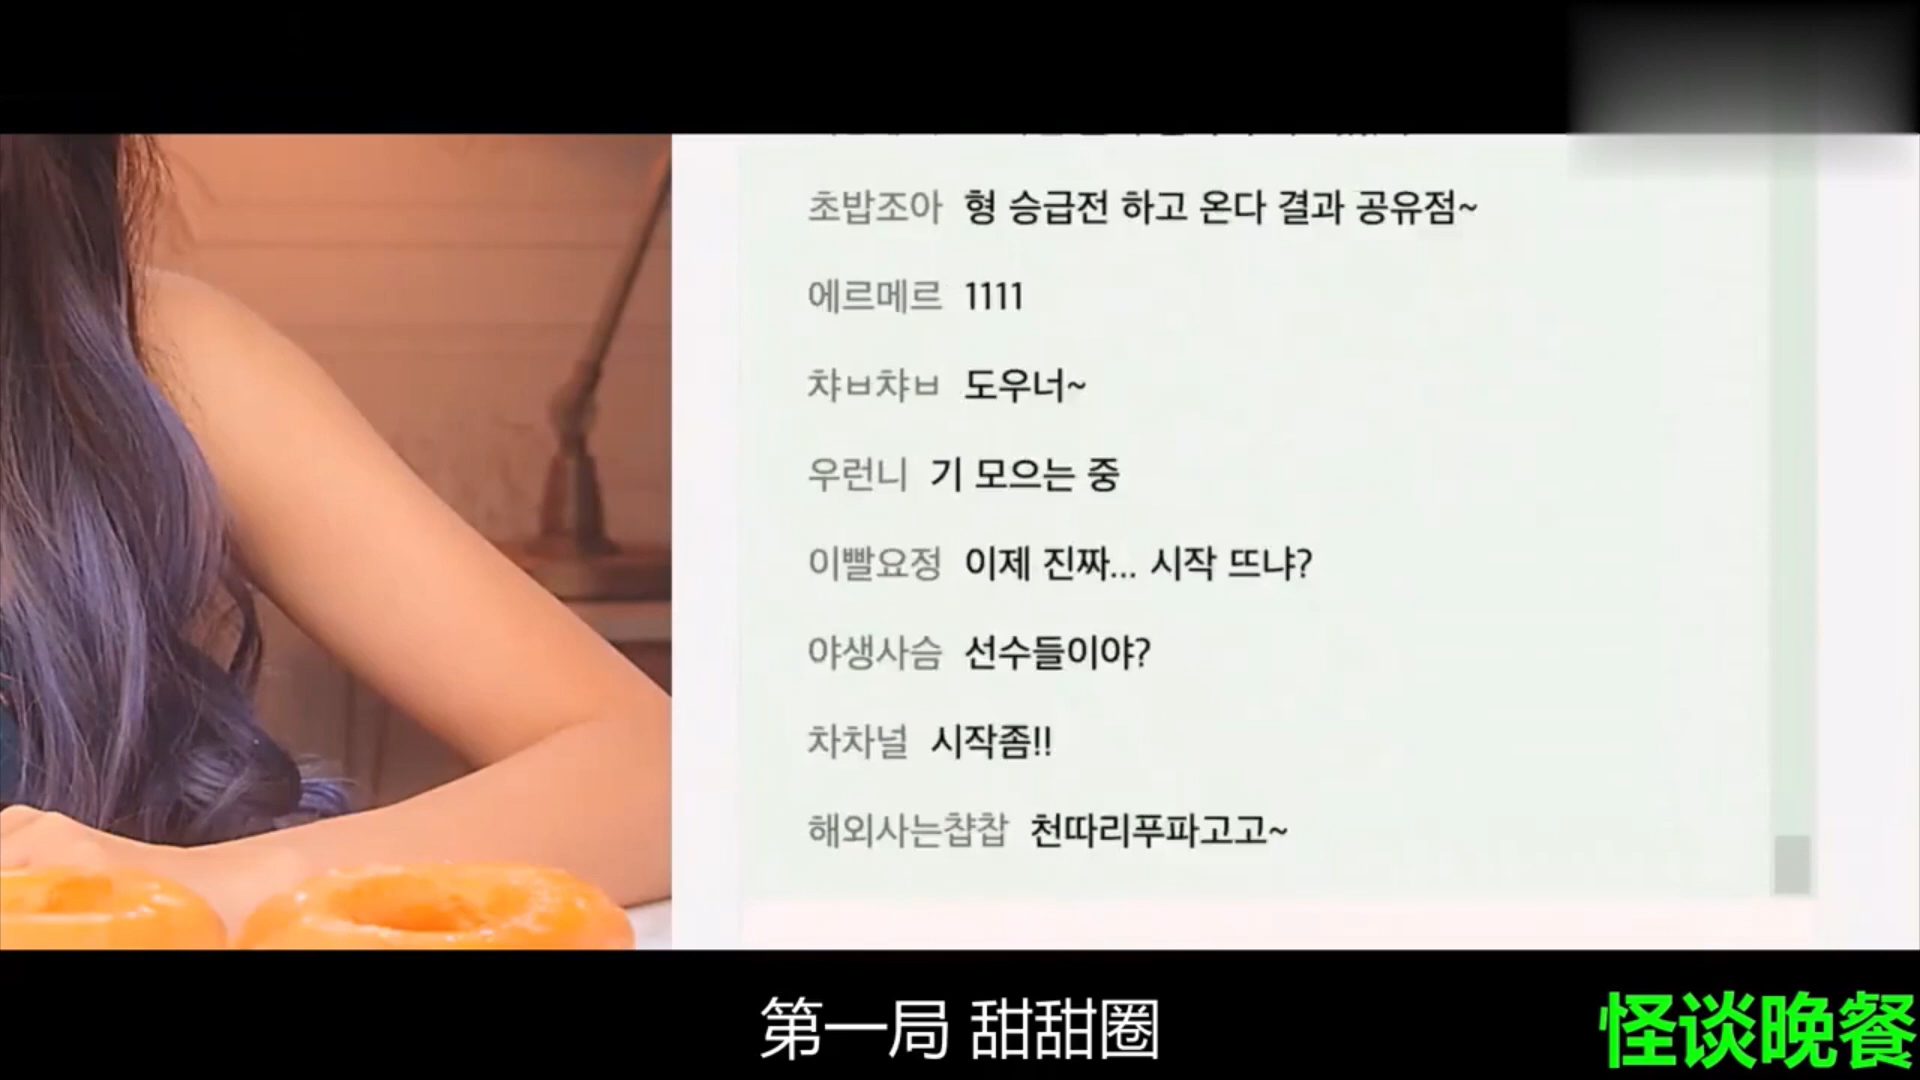 초밥조아 형 승급전 하고 온다 결과 공유점~
에르메르 1111
챠ㅂ챠ㅂ 도우너~
우런니 기 모으는 중
이빨요정 이제 진짜... 시작 뜨냐?
야생사슴 선수들이야?
차차널 시작좀!!
해외사는챱찹 천따리푸파고고~
第一局 甜甜圈
怪谈晚餐